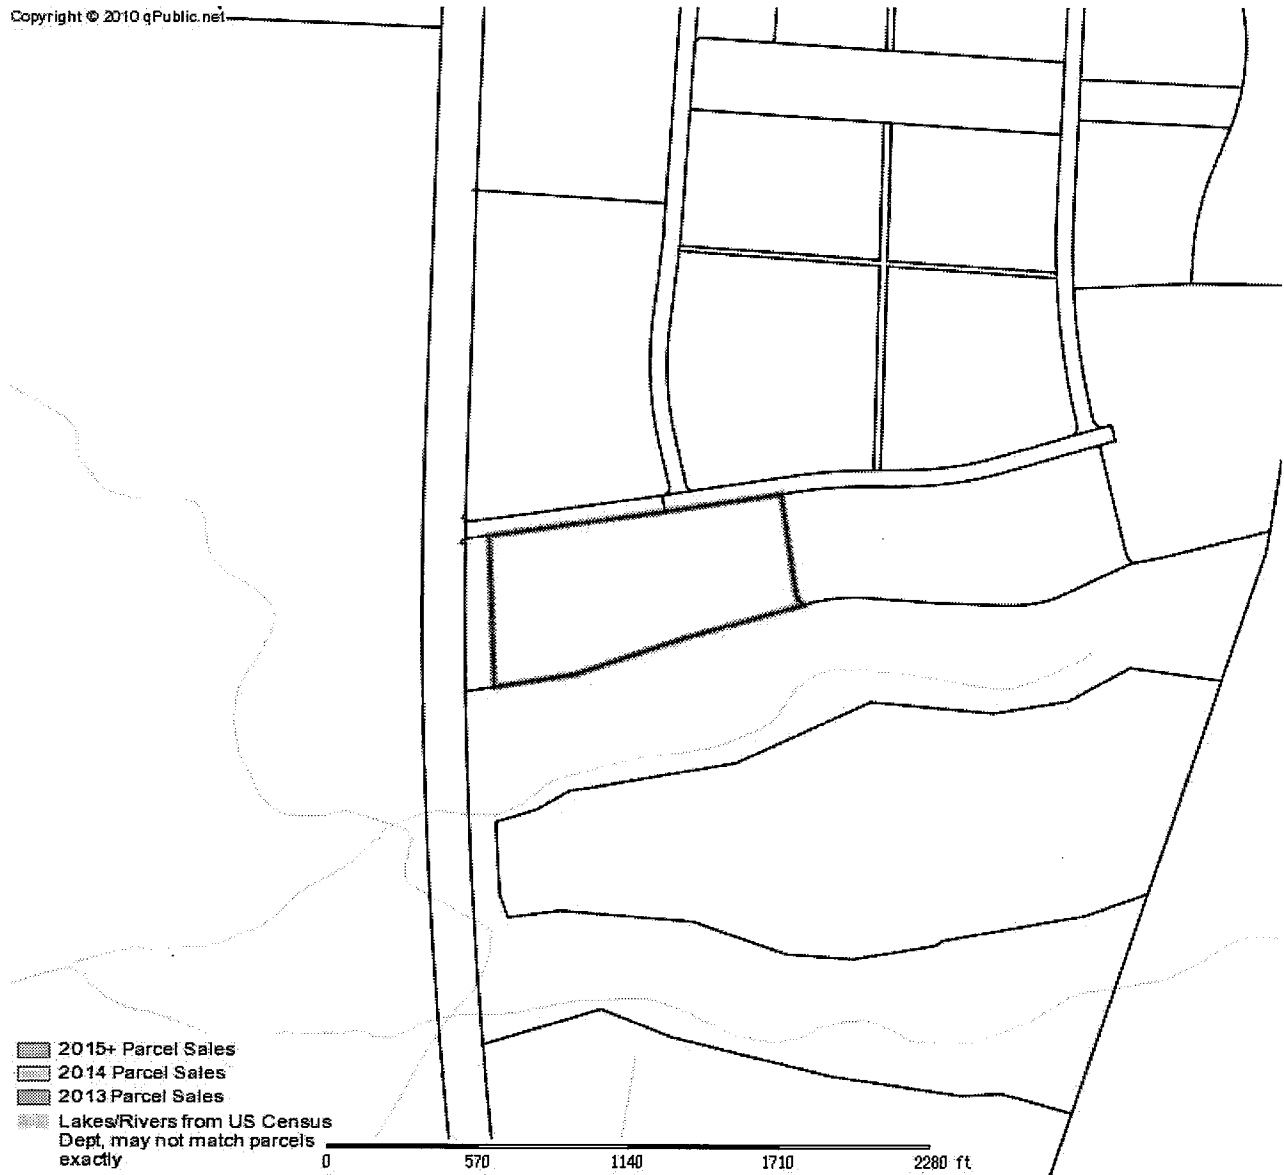 Copyright © 2010 qPublic.net
2015+ Parcel Sales
2014 Parcel Sales
2013 Parcel Sales
Lakes/Rivers from US Census
Dept, may not match parcels
exactly
0 570 1140 1710 2280 ft